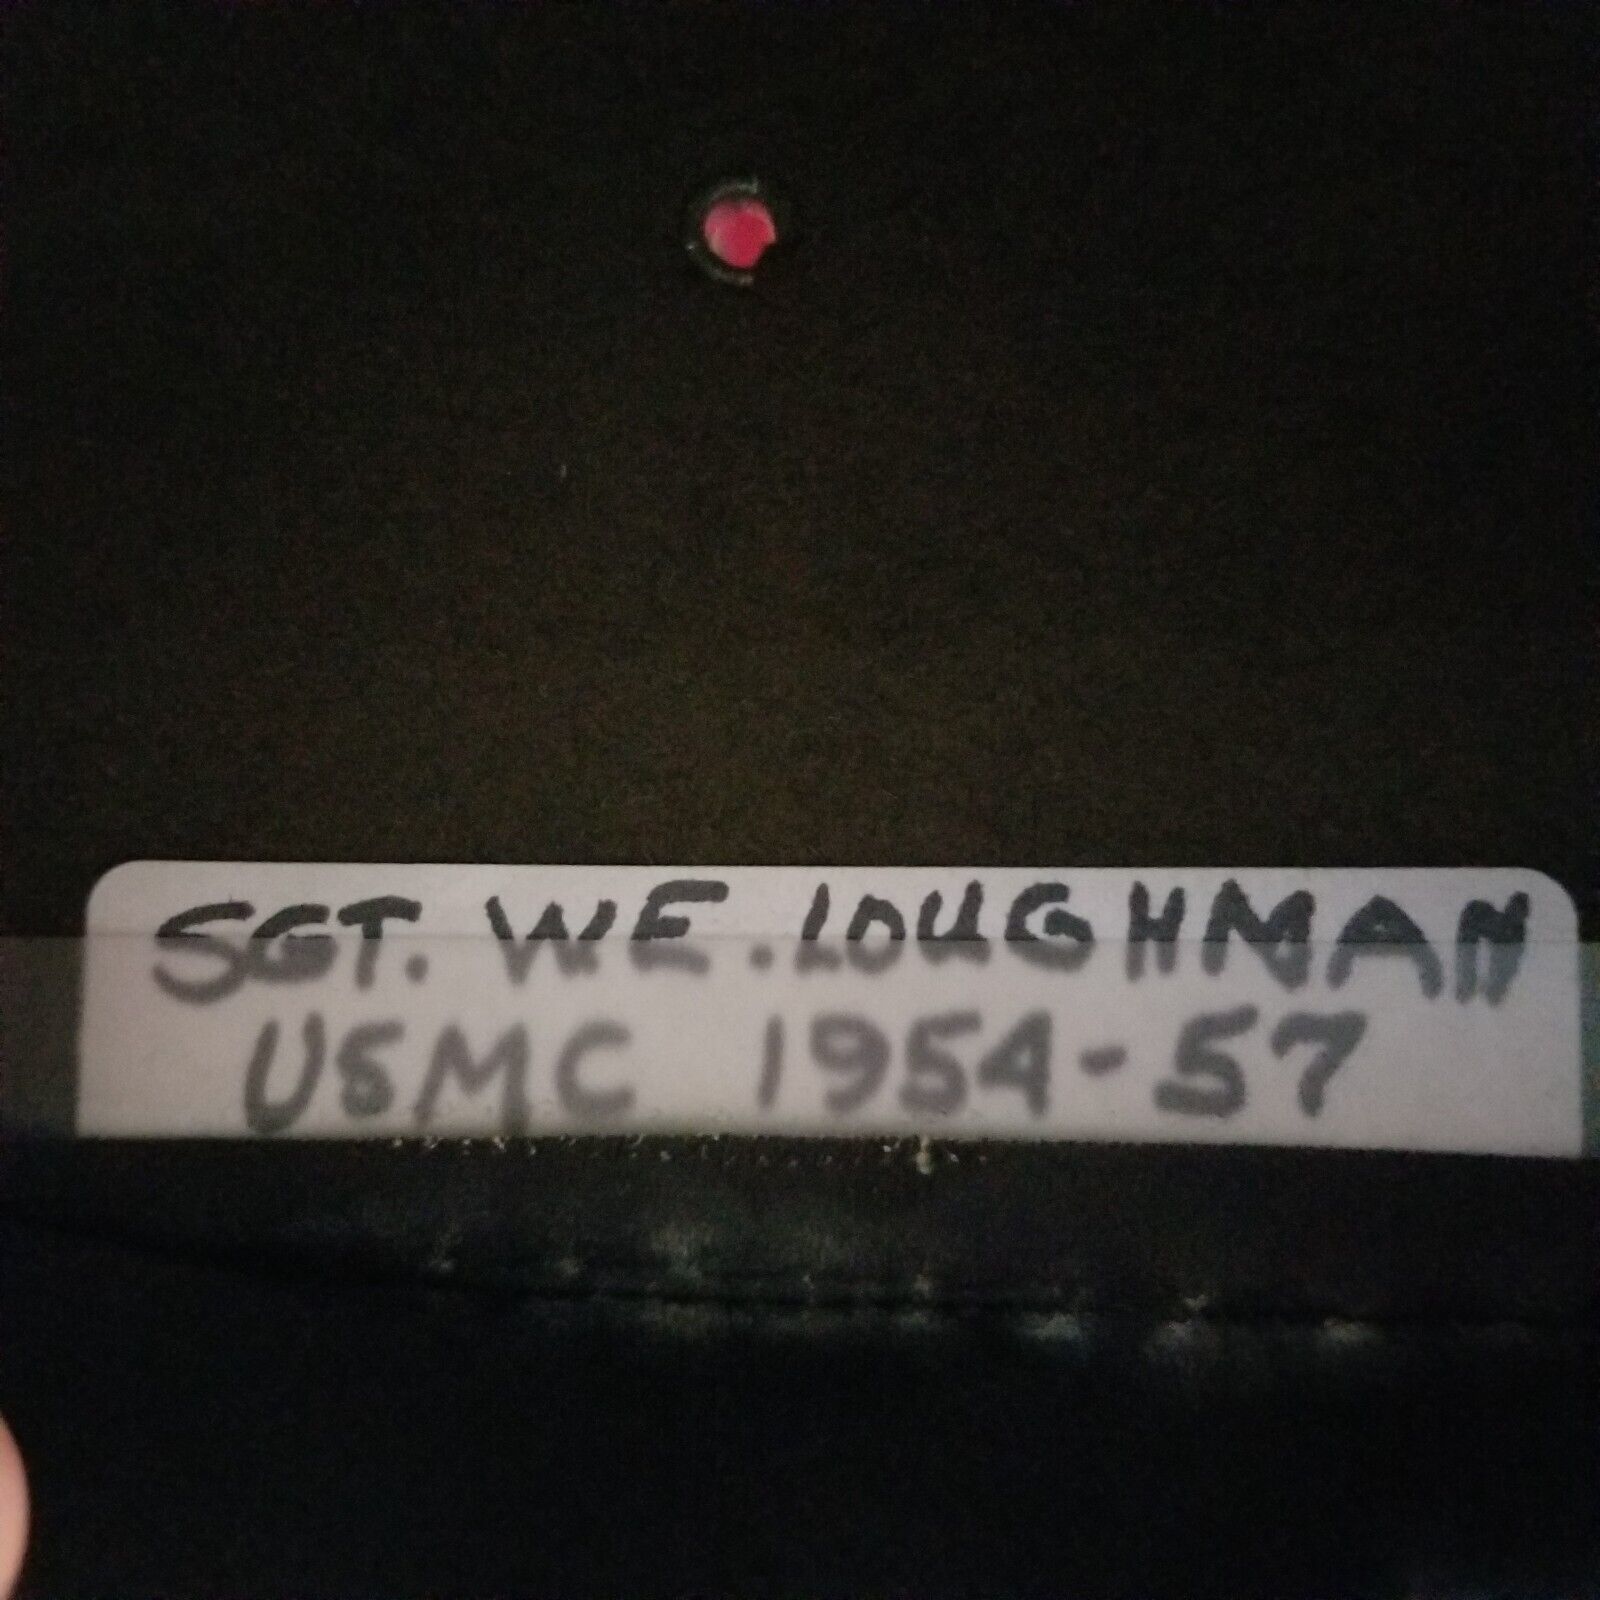 SGT. W.E. LOUGHMAN
USMC 1954-57